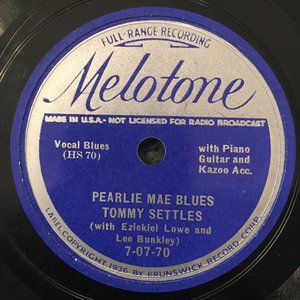 FULL-RANGE RECORDING
Melotone
MADE IN U.S.A.- NOT LICENSED FOR RADIO BROADCAST
Vocal Blues
(HS 70)
with Piano
Guitar and
Kazoo Acc.
PEARLIE MAE BLUES
TOMMY SETTLES
(with Ezlekiel Lowe and
Lee Bunkley)
7-07-70
LABEL COPYRIGHT 1936 BY BRUNSWICK RECORD CORP.